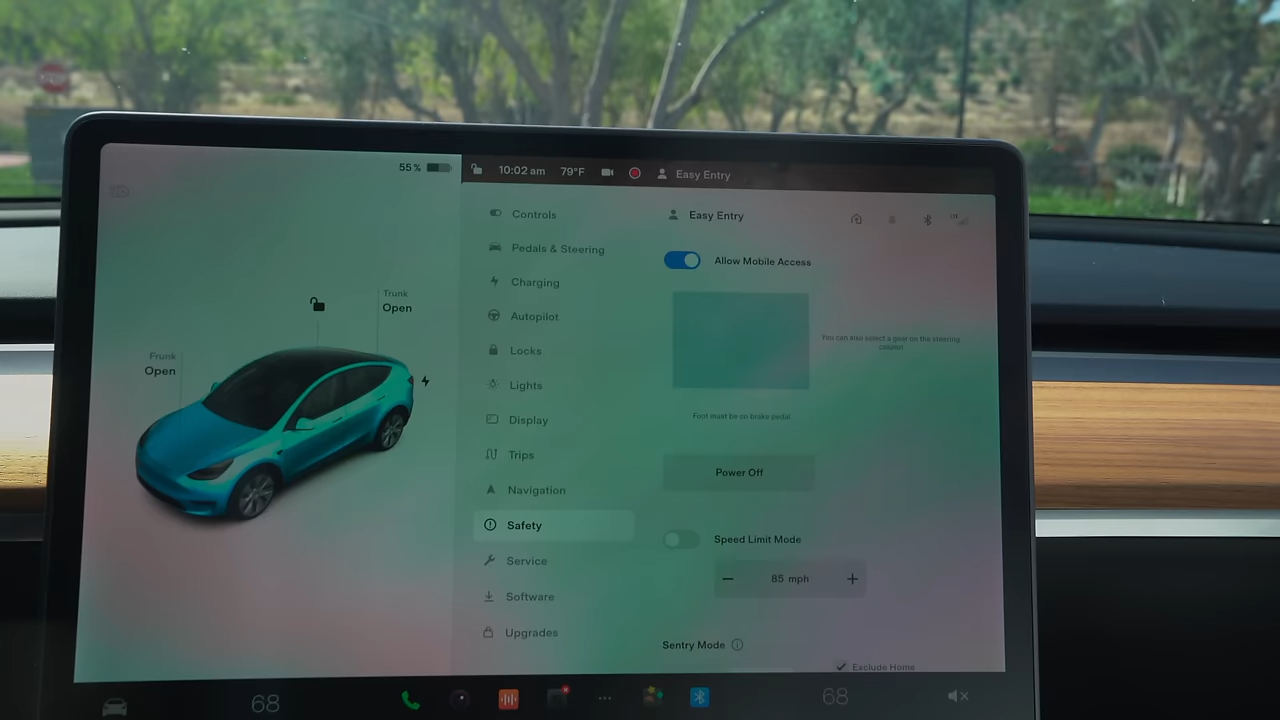 55 %
10:02 am 79°F Easy Entry
Trunk
Open
Frunk
Open
Controls
Pedals & Steering
Charging
Autopilot
Locks
Lights
Display
Trips
Navigation
Safety
Service
Software
Upgrades
Easy Entry
LTE
Allow Mobile Access
You can also select a gear on the steering
column
Foot must be on brake pedal
Power Off
Speed Limit Mode
85 mph
Sentry Mode
Exclude Home
68
68